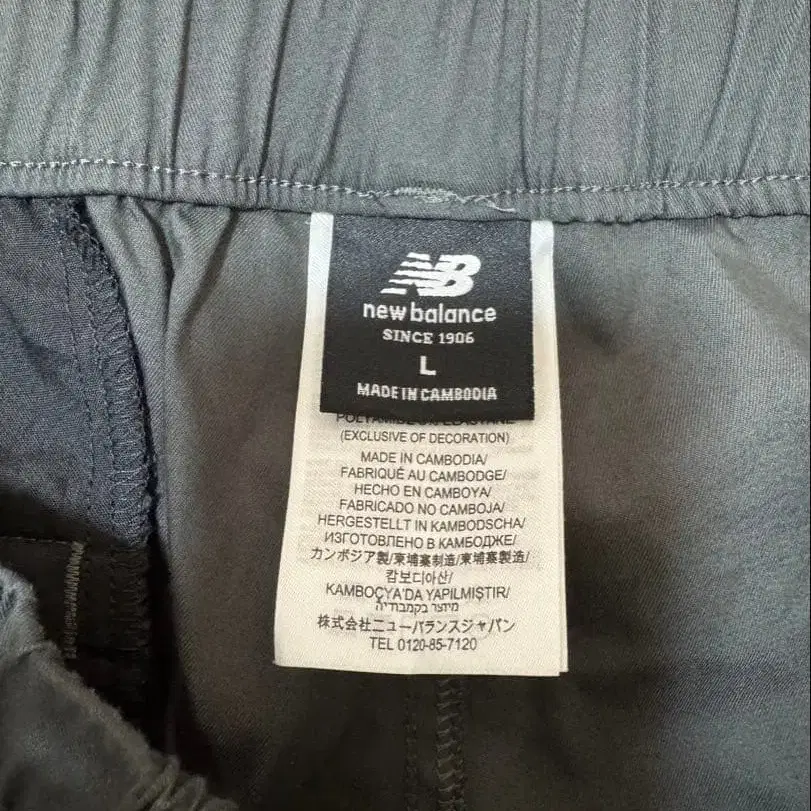 NB
new balance
SINCE 1906
L
MADE IN CAMBODIA
(EXCLUSIVE OF DECORATION)
MADE IN CAMBODIA/
FABRIQUÉ AU CAMBODGE/
HECHO EN CAMBOYA/
FABRICADO NO CAMBOJA/
HERGESTELLT IN KAMBODSCHA/
ИЗГОТОВЛЕНО В КАМБОДЖЕ/
カンボジア製/柬埔寨制造/柬埔寨製造/
캄보디아산/
KAMBOÇYA'DA YAPILMIŞTIR/
מיוצר בקמבודיה
株式会社ニューバランスジャパン
TEL 0120-85-7120